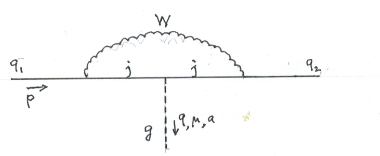 W
q₁ j j q₂
p
g q, μ, a